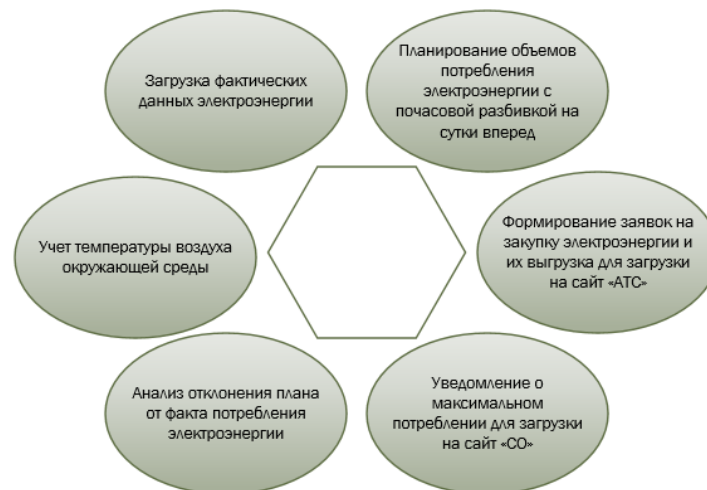 Загрузка фактических
данных электроэнергии
Планирование объемов
потребления
электроэнергии с
почасовой разбивкой на
сутки вперед
Учет температуры воздуха
окружающей среды
Формирование заявок на
закупку электроэнергии и
их выгрузка для загрузки
на сайт «АТС»
Анализ отклонения плана
от факта потребления
электроэнергии
Уведомление о
максимальном
потреблении для загрузки
на сайт «СО»